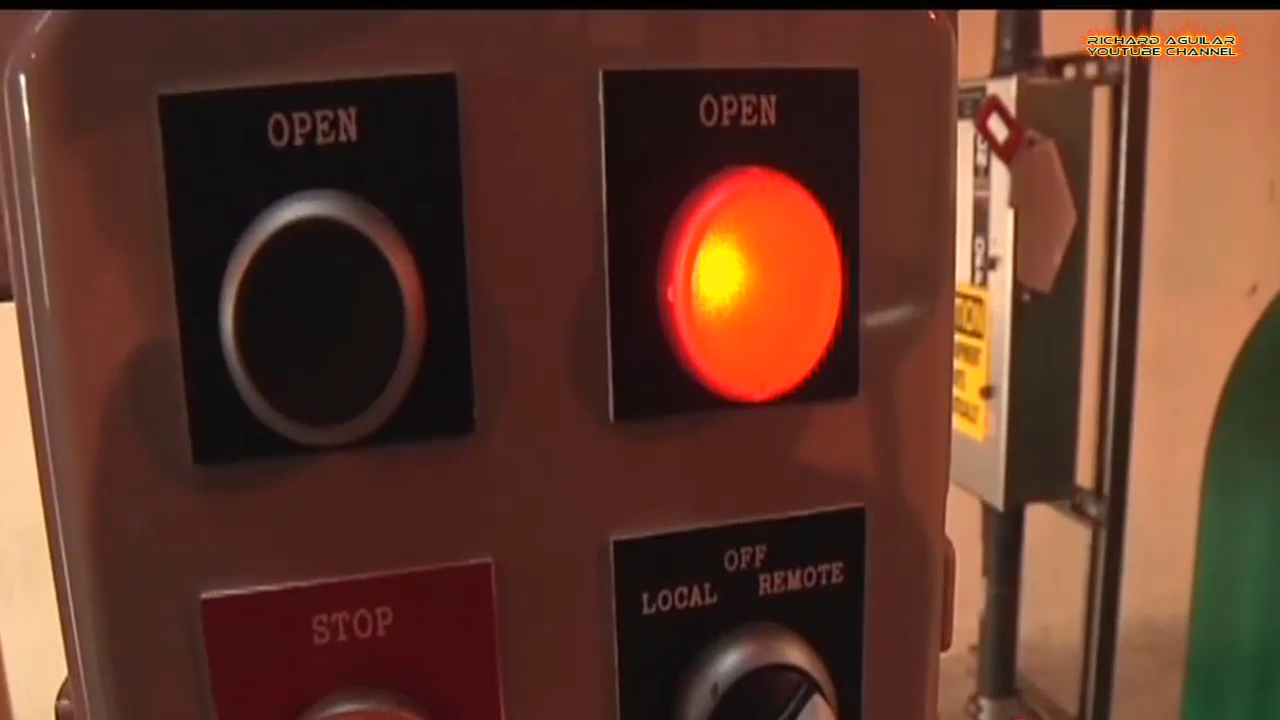 RICHARD AGUILAR
YOUTUBE CHANNEL
OPEN
OPEN
STOP
OFF
LOCAL REMOTE